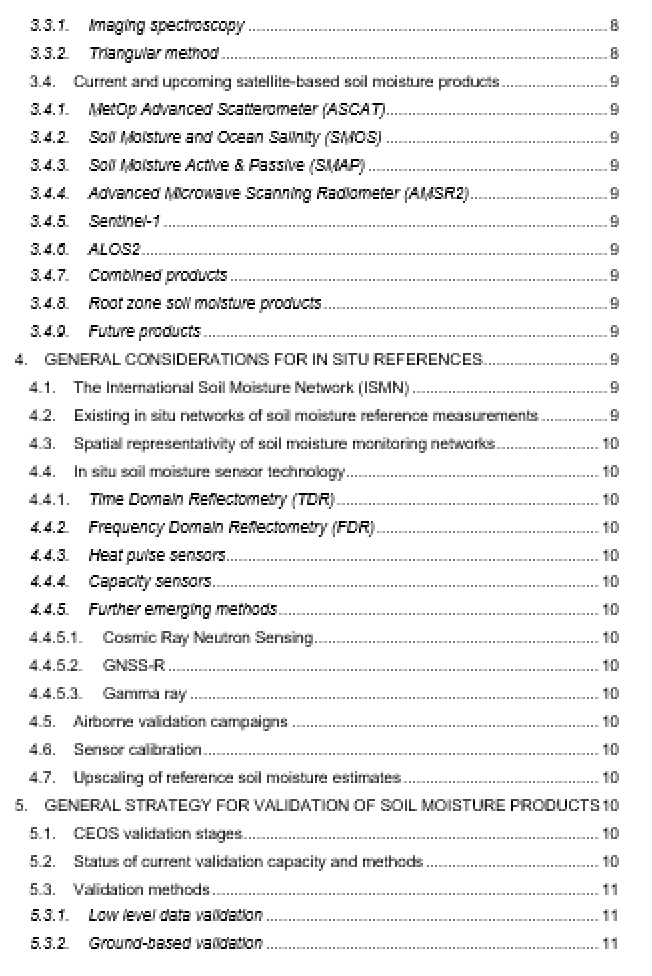 3.3.1. Imaging spectroscopy 8
3.3.2. Triangular method 8
3.4. Current and upcoming satellite-based soil moisture products 9
3.4.1. MetOp Advanced Scatterometer (ASCAT) 9
3.4.2. Soil Moisture and Ocean Salinity (SMOS) 9
3.4.3. Soil Moisture Active & Passive (SMAP) 9
3.4.4. Advanced Microwave Scanning Radiometer (AMSR2) 9
3.4.5. Sentinel-1 9
3.4.6. ALOS2 9
3.4.7. Combined products 9
3.4.8. Root zone soil moisture products 9
3.4.9. Future products 9
4. GENERAL CONSIDERATIONS FOR IN SITU REFERENCES 9
4.1. The International Soil Moisture Network (ISMN) 9
4.2. Existing in situ networks of soil moisture reference measurements 9
4.3. Spatial representativity of soil moisture monitoring networks 10
4.4. In situ soil moisture sensor technology 10
4.4.1. Time Domain Reflectometry (TDR) 10
4.4.2. Frequency Domain Reflectometry (FDR) 10
4.4.3. Heat pulse sensors 10
4.4.4. Capacity sensors 10
4.4.5. Further emerging methods 10
4.4.5.1. Cosmic Ray Neutron Sensing 10
4.4.5.2. GNSS-R 10
4.4.5.3. Gamma ray 10
4.5. Airborne validation campaigns 10
4.6. Sensor calibration 10
4.7. Upscaling of reference soil moisture estimates 10
5. GENERAL STRATEGY FOR VALIDATION OF SOIL MOISTURE PRODUCTS 10
5.1. CEOS validation stages 10
5.2. Status of current validation capacity and methods 10
5.3. Validation methods 11
5.3.1. Low level data validation 11
5.3.2. Ground-based validation 11